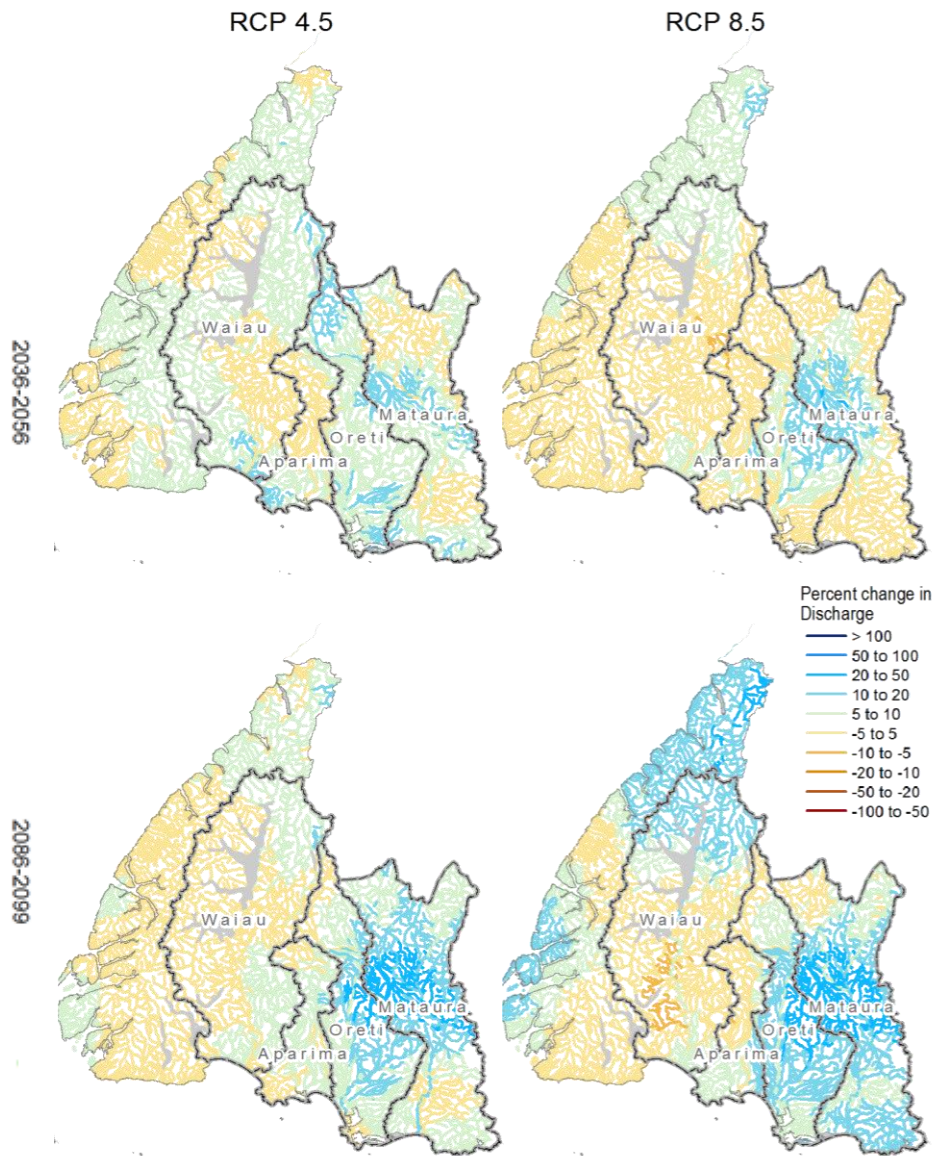 RCP 4.5
RCP 8.5
2036-2056
Waiau
Mataura
Oreti
Aparima
Waiau
Mataura
Oreti
Aparima
Percent change in
Discharge
> 100
50 to 100
20 to 50
10 to 20
5 to 10
-5 to 5
-10 to -5
-20 to -10
-50 to -20
-100 to -50
2086-2099
Waiau
Mataura
Oreti
Aparima
Waiau
Mataura
Oreti
Aparima